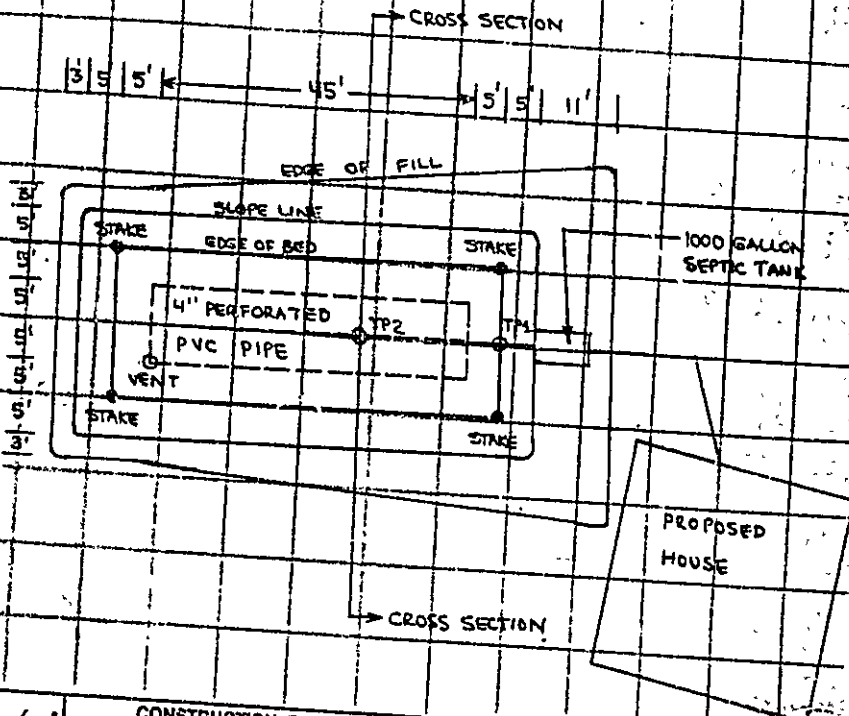 CROSS SECTION
3' 5 5' 45' 5' 5' 11'
EDGE OF FILL
SLOPE LINE
STAKE
EDGE OF BED
STAKE
1000 GALLON
SEPTIC TANK
4" PERFORATED
TP2
TP1
PVC PIPE
VENT
STAKE
STAKE
5'
5'
5'
5'
3'
PROPOSED
HOUSE
CROSS SECTION